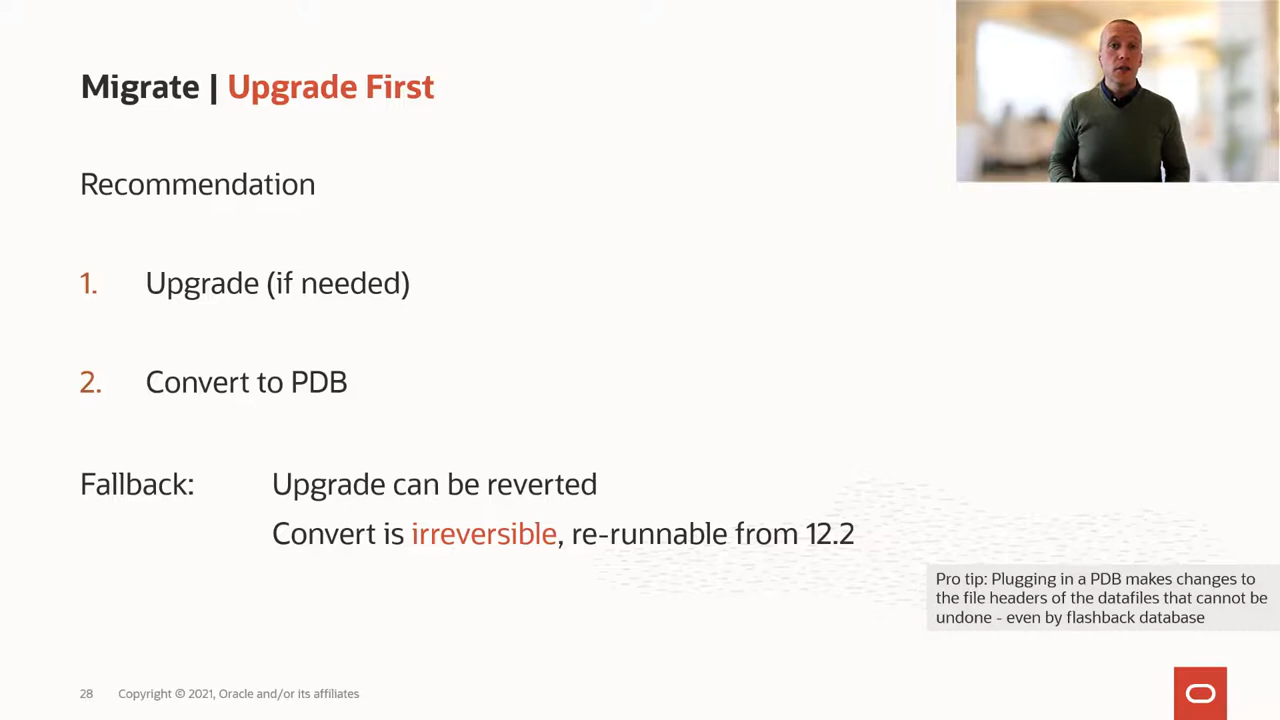 Migrate | Upgrade First
Recommendation
1. Upgrade (if needed)
2. Convert to PDB
Fallback: Upgrade can be reverted
Convert is irreversible, re-runnable from 12.2
Pro tip: Plugging in a PDB makes changes to
the file headers of the datafiles that cannot be
undone - even by flashback database
28 Copyright © 2021, Oracle and/or its affiliates